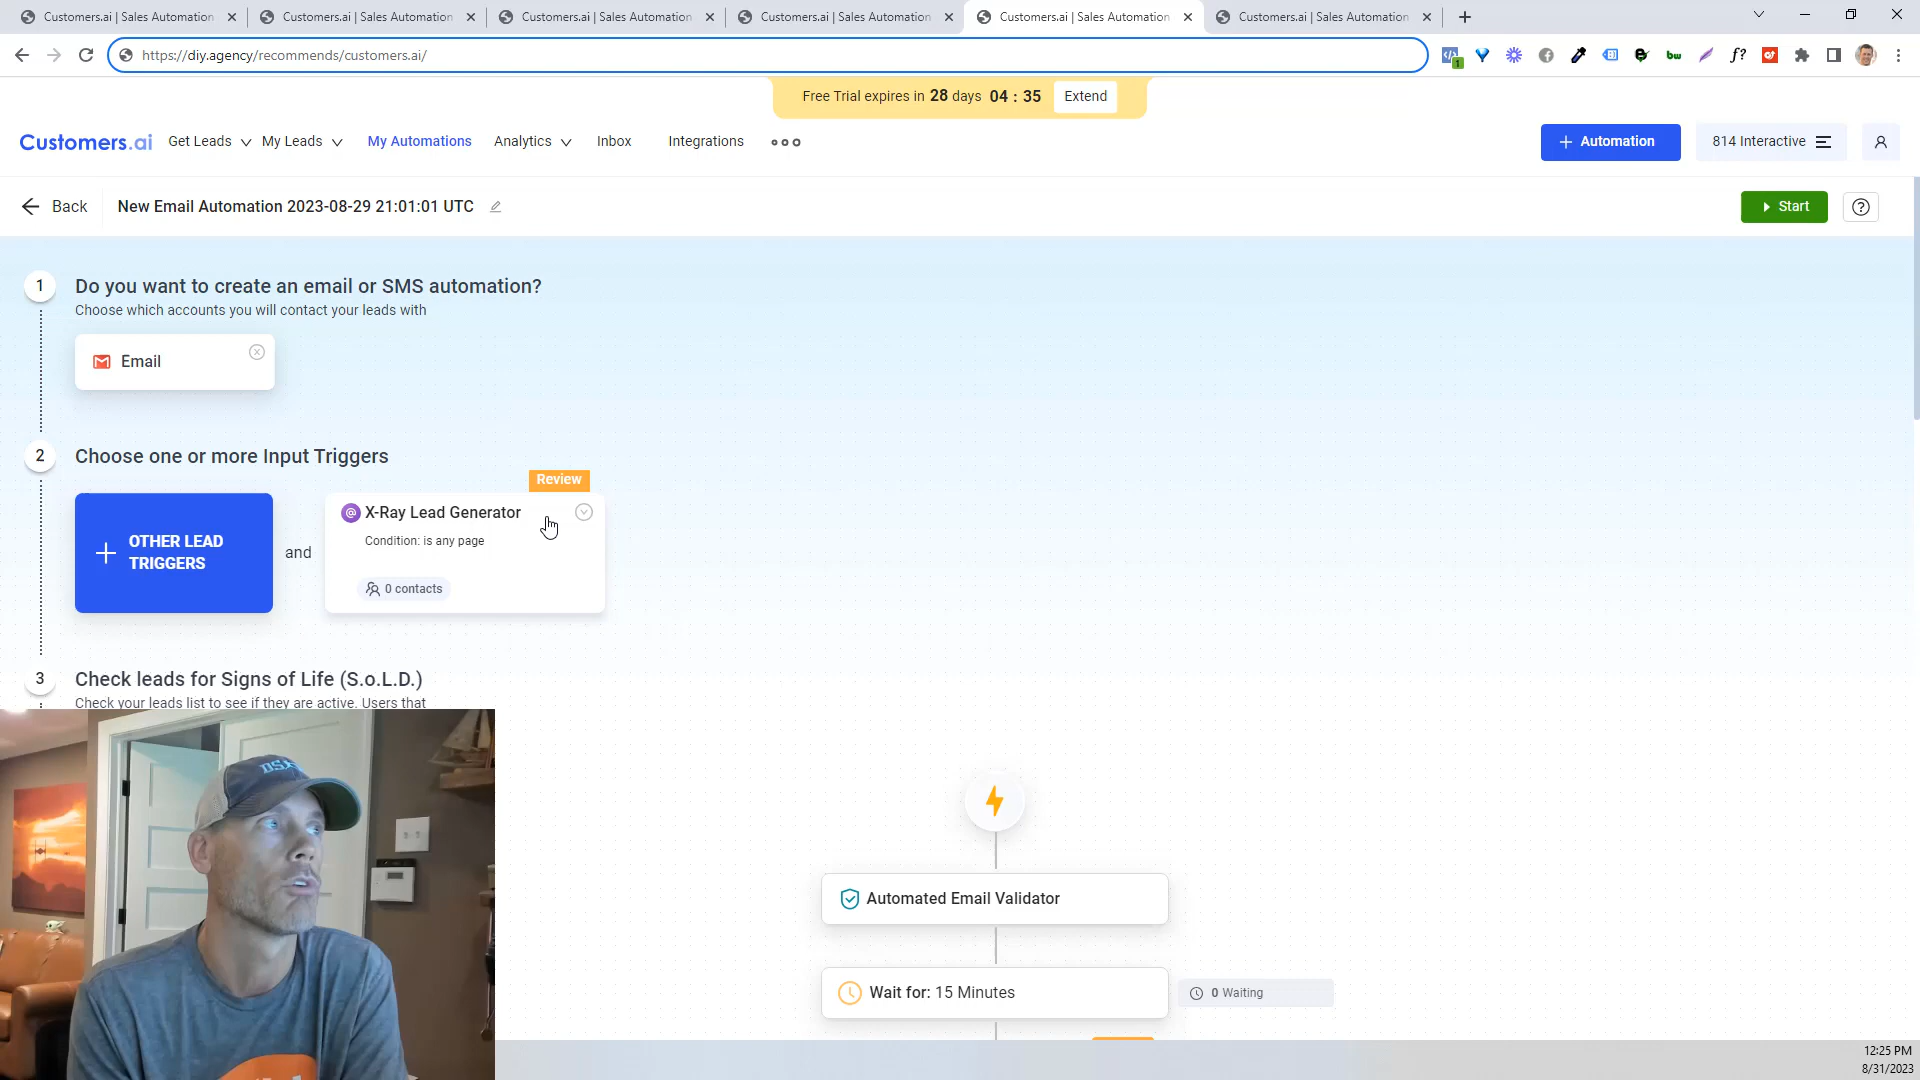 Customers.ai | Sales Automation
Customers.ai | Sales Automation
Customers.ai | Sales Automation
Customers.ai | Sales Automation
Customers.ai | Sales Automation
Customers.ai | Sales Automation
https://diy.agency/recommends/customers.ai/
1
bw
f?
Free Trial expires in 28 days 04 : 35 Extend
Customers.ai Get Leads My Leads My Automations Analytics Inbox Integrations
+ Automation
814 Interactive
Back
New Email Automation 2023-08-29 21:01:01 UTC
Start
?
1 Do you want to create an email or SMS automation?
Choose which accounts you will contact your leads with
Email
2 Choose one or more Input Triggers
Review
+ OTHER LEAD
TRIGGERS
and
@ X-Ray Lead Generator
Condition: is any page
0 contacts
3 Check leads for Signs of Life (S.o.L.D.)
Check your leads list to see if they are active. Users that
Automated Email Validator
Wait for: 15 Minutes
0 Waiting
12:25 PM
8/31/2023